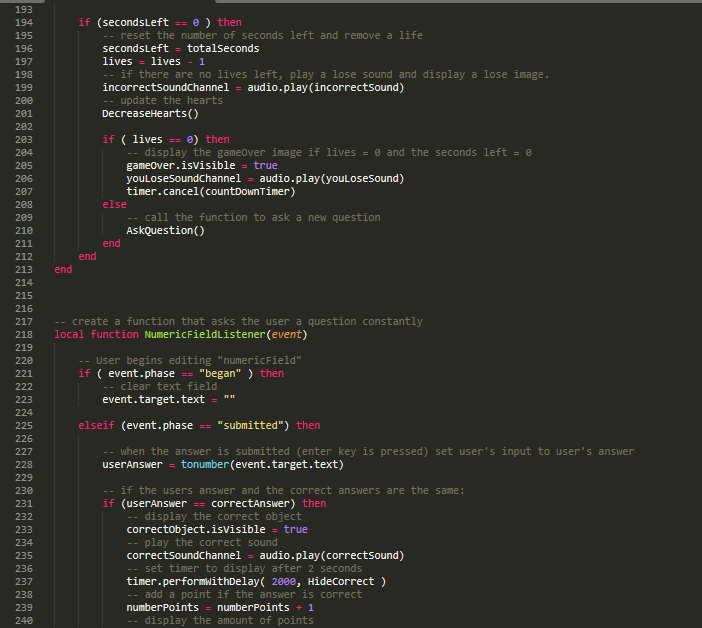 193
194 if (secondsLeft == 0 ) then
195 -- reset the number of seconds left and remove a life
196 secondsLeft = totalSeconds
197 lives = lives - 1
198 -- if there are no lives left, play a lose sound and display a lose image.
199 incorrectSoundChannel = audio.play(incorrectSound)
200 -- update the hearts
201 DecreaseHearts()
202
203 if ( lives == 0) then
204 -- display the gameOver image if lives = 0 and the seconds left = 0
205 gameOver.isVisible = true
206 youLoseSoundChannel = audio.play(youLoseSound)
207 timer.cancel(countDownTimer)
208 else
209 -- call the function to ask a new question
210 AskQuestion()
211 end
212 end
213 end
214
215
216
217 -- create a function that asks the user a question constantly
218 local function NumericFieldListener(event)
219
220 -- User begins editing "numericField"
221 if ( event.phase == "began" ) then
222 -- clear text field
223 event.target.text = ""
224
225 elseif (event.phase == "submitted") then
226
227 -- when the answer is submitted (enter key is pressed) set user's input to user's answer
228 userAnswer = tonumber(event.target.text)
229
230 -- if the users answer and the correct answers are the same:
231 if (userAnswer == correctAnswer) then
232 -- display the correct object
233 correctObject.isVisible = true
234 -- play the correct sound
235 correctSoundChannel = audio.play(correctSound)
236 -- set timer to display after 2 seconds
237 timer.performWithDelay( 2000, HideCorrect )
238 -- add a point if the answer is correct
239 numberPoints = numberPoints + 1
240 -- display the amount of points